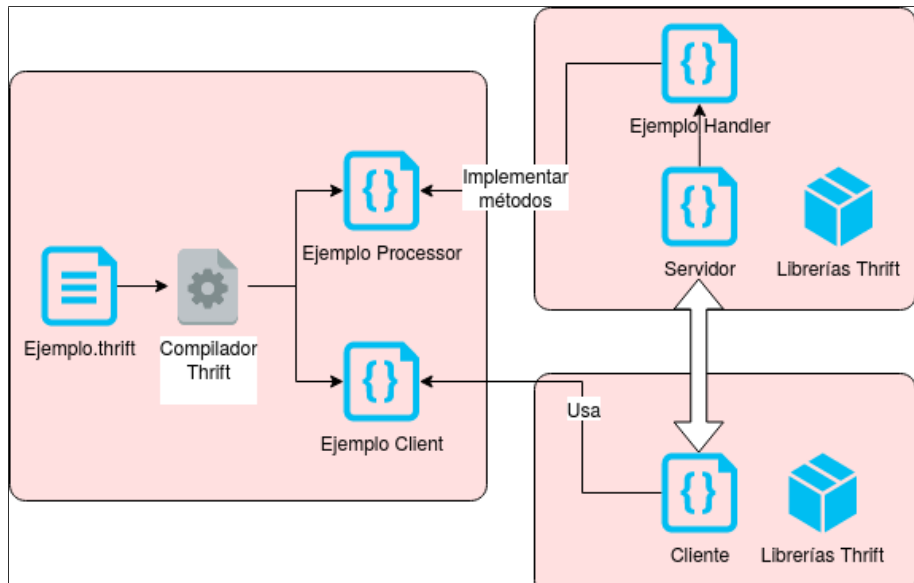 Ejemplo.thrift
Compilador
Thrift
Ejemplo Processor
Ejemplo Client
Implementar
métodos
Ejemplo Handler
Servidor
Librerías Thrift
Usa
Cliente
Librerías Thrift